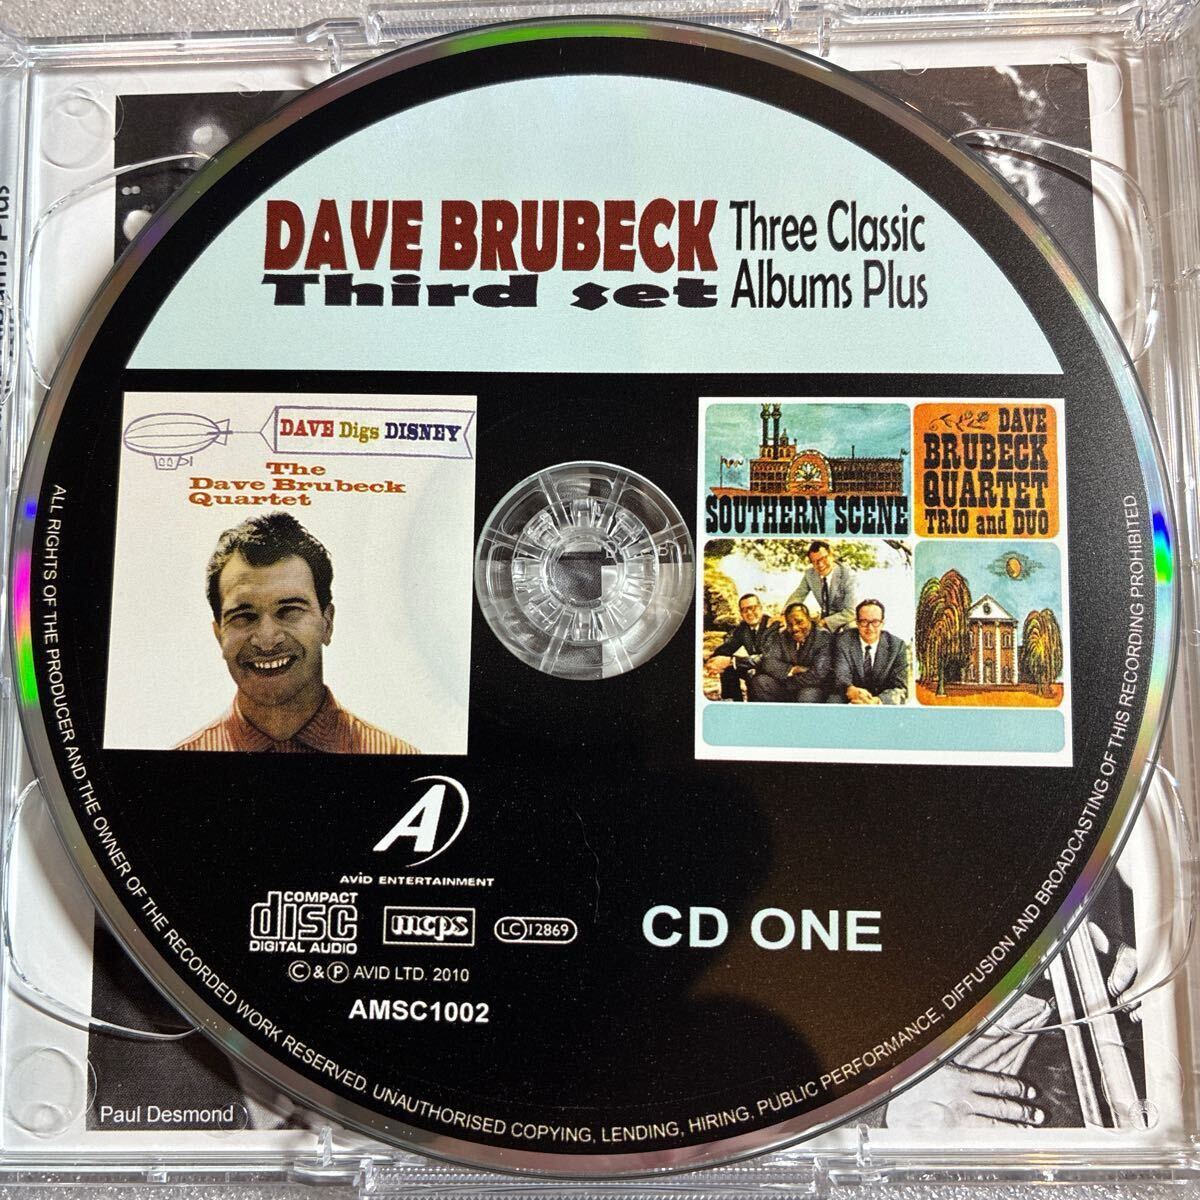 DAVE BRUBECK
Third set
Three Classic
Albums Plus
DAVE Digs DISNEY
The
Dave Brubeck
Quartet
SOUTHERN SCENE
DAVE
BRUBECK
QUARTET
TRIO and DUO
A
AVID ENTERTAINMENT
COMPACT
disc
DIGITAL AUDIO
mcps
LC 12869
CD ONE
© & ℗ AVID LTD. 2010
AMSC1002
ALL RIGHTS OF THE PRODUCER AND THE OWNER OF THE RECORDED WORK RESERVED. UNAUTHORISED COPYING, LENDING, HIRING, PUBLIC PERFORMANCE, DIFFUSION AND BROADCASTING OF THIS RECORDING PROHIBITED
Paul Desmond
Albums Plus